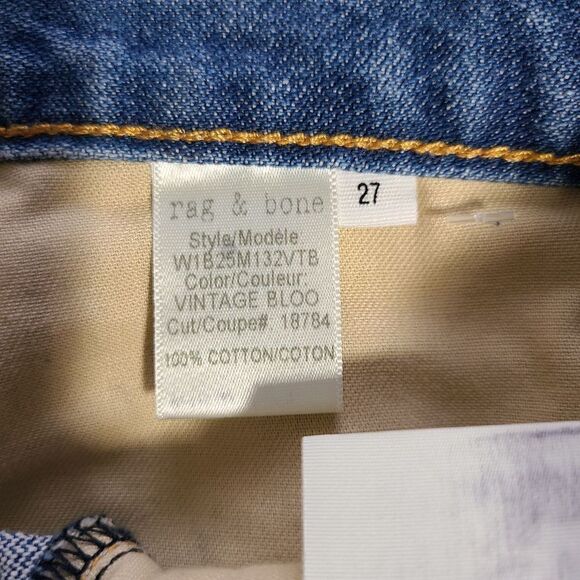 rag & bone
27
Style/Modèle
W1B25M132VTB
Color/Couleur:
VINTAGE BLOO
Cut/Coupe#. 18784
100% COTTON/COTON